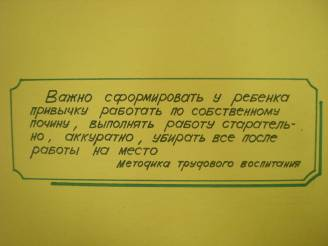 Важно сформировать у ребенка
привычку работать по собственному
почину, выполнять работу старатель-
но, аккуратно, убирать все после
работы на место
Методика трудового воспитания